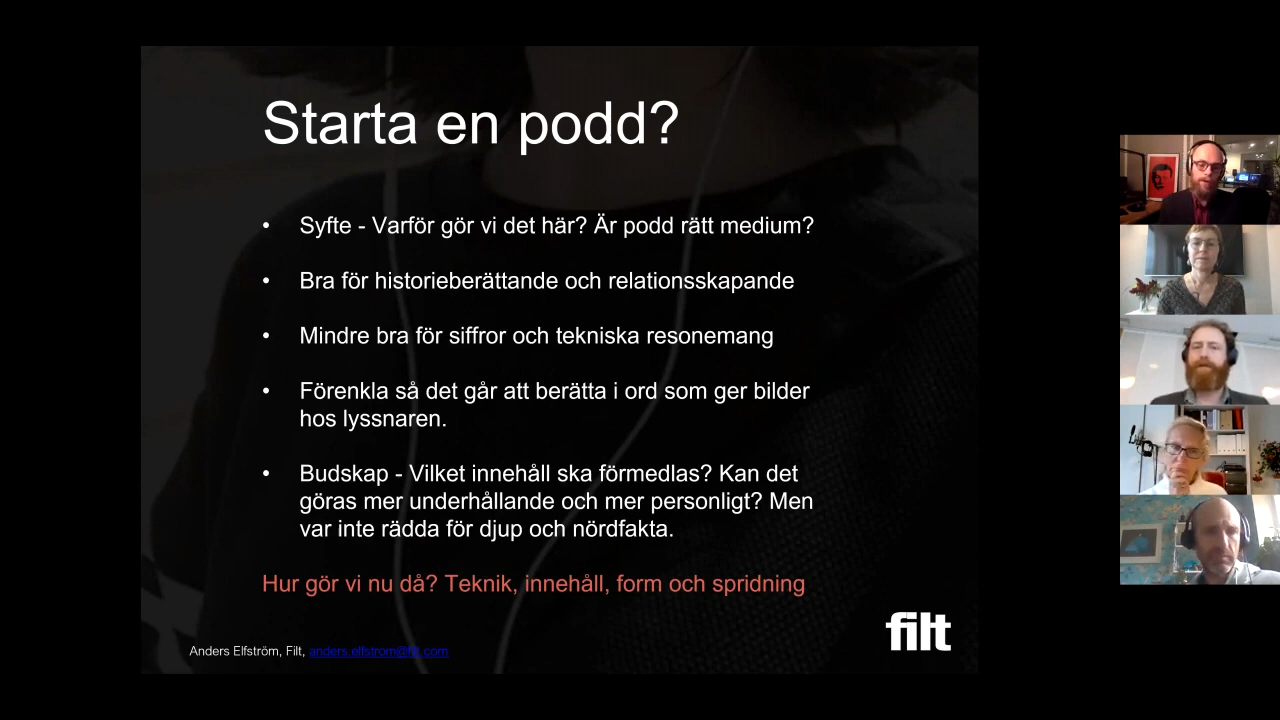 Starta en podd?
• Syfte - Varför gör vi det här? Är podd rätt medium?
• Bra för historieberättande och relationsskapande
• Mindre bra för siffror och tekniska resonemang
• Förenkla så det går att berätta i ord som ger bilder
hos lyssnaren.
• Budskap - Vilket innehåll ska förmedlas? Kan det
göras mer underhållande och mer personligt? Men
var inte rädda för djup och nördfakta.
Hur gör vi nu då? Teknik, innehåll, form och spridning
filt
Anders Elfström, Filt, anders.elfstrom@filt.com